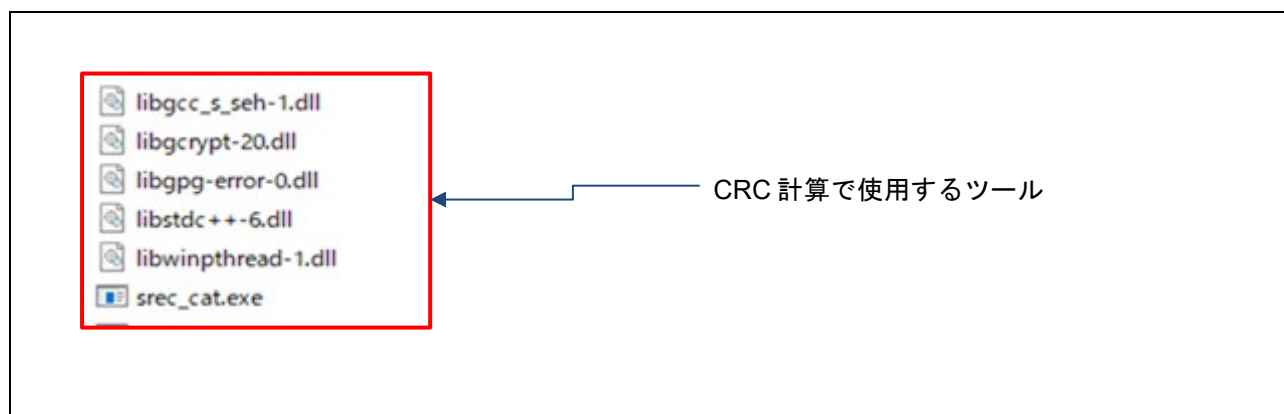 libgcc_s_seh-1.dll
libgcrypt-20.dll
libgpg-error-0.dll
libstdc++-6.dll
libwinpthread-1.dll
srec_cat.exe
CRC 計算で使用するツール